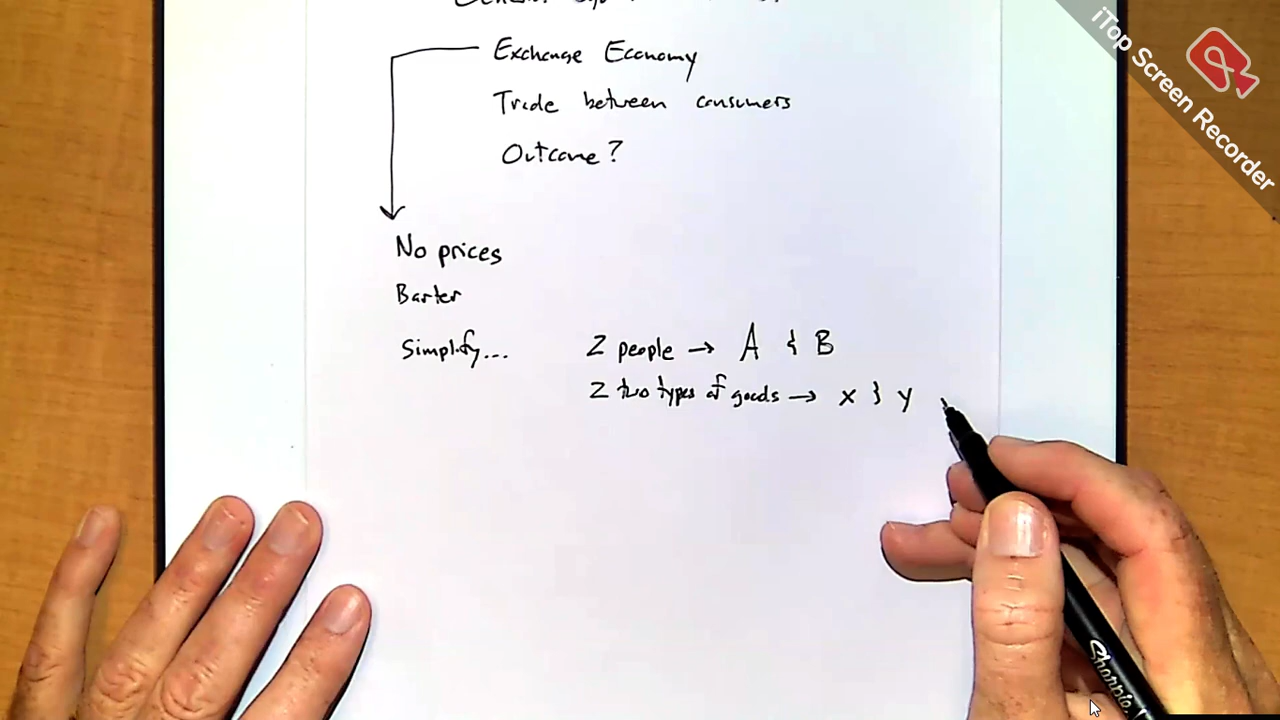 Exchange Economy
Trade between consumers
Outcome?
No prices
Barter
Simplify... 2 people → A & B
2 two types of goods → x & y
iTop Screen Recorder
Sharpie